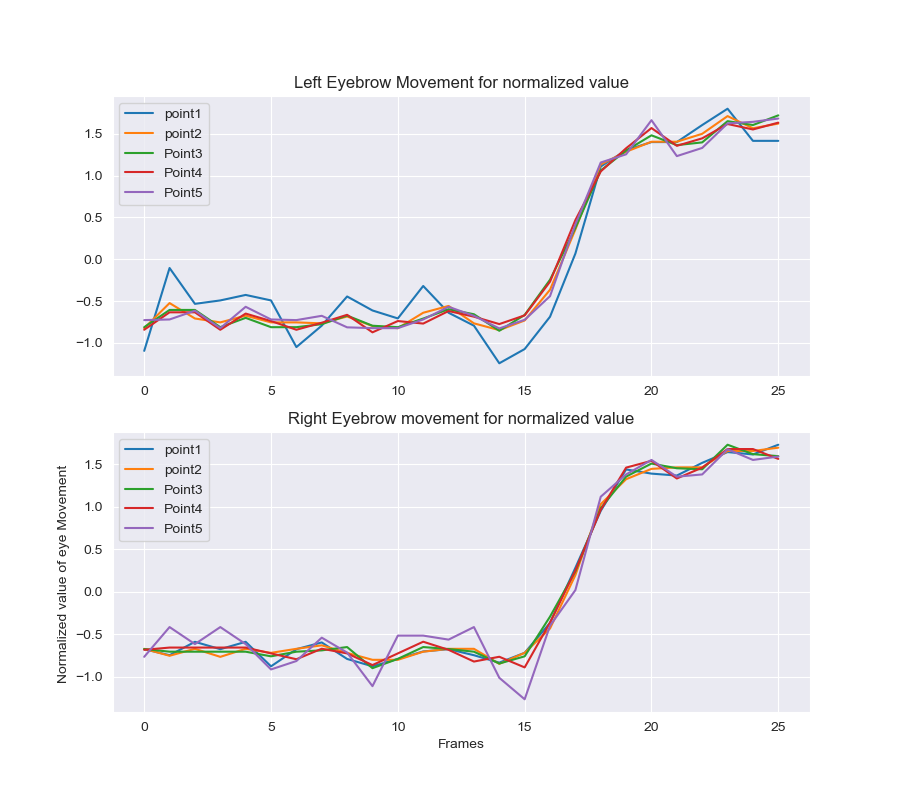 Left Eyebrow Movement for normalized value
point1
point2
Point3
Point4
Point5
1.5
1.0
0.5
0.0
−0.5
−1.0
0 5 10 15 20 25
Right Eyebrow movement for normalized value
point1
point2
Point3
Point4
Point5
1.5
1.0
0.5
0.0
−0.5
−1.0
Normalized value of eye Movement
0 5 10 15 20 25
Frames